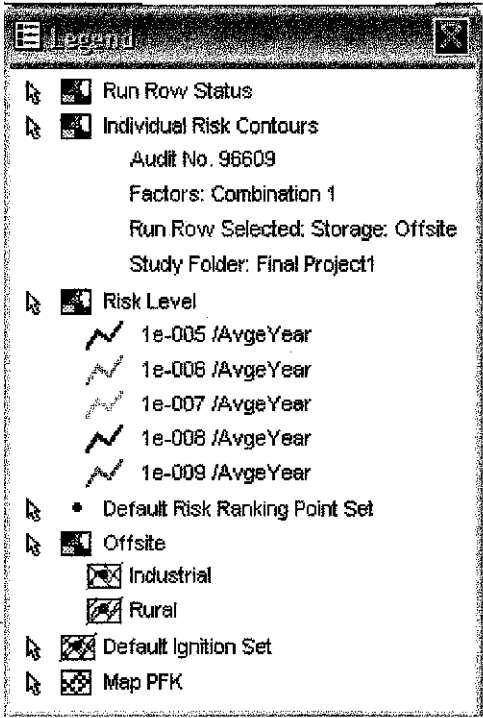 Legend
Run Row Status
Individual Risk Contours
Audit No. 96609
Factors: Combination 1
Run Row Selected: Storage: Offsite
Study Folder: Final Project1
Risk Level
1e-005 /AvgeYear
1e-006 /AvgeYear
1e-007 /AvgeYear
1e-008 /AvgeYear
1e-009 /AvgeYear
Default Risk Ranking Point Set
Offsite
Industrial
Rural
Default Ignition Set
Map PFK